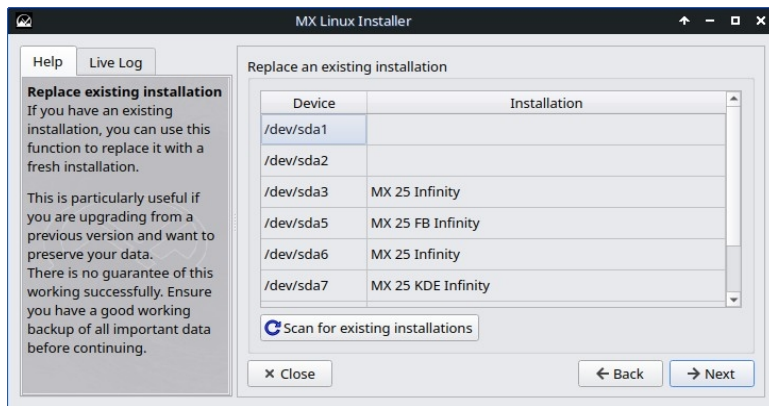 MX Linux Installer
Help
Live Log
Replace existing installation
If you have an existing
installation, you can use this
function to replace it with a
fresh installation.
This is particularly useful if
you are upgrading from a
previous version and want to
preserve your data.
There is no guarantee of this
working successfully. Ensure
you have a good working
backup of all important data
before continuing.
Replace an existing installation
Device Installation
/dev/sda1
/dev/sda2
/dev/sda3 MX 25 Infinity
/dev/sda5 MX 25 FB Infinity
/dev/sda6 MX 25 Infinity
/dev/sda7 MX 25 KDE Infinity
Scan for existing installations
Close
Back
Next